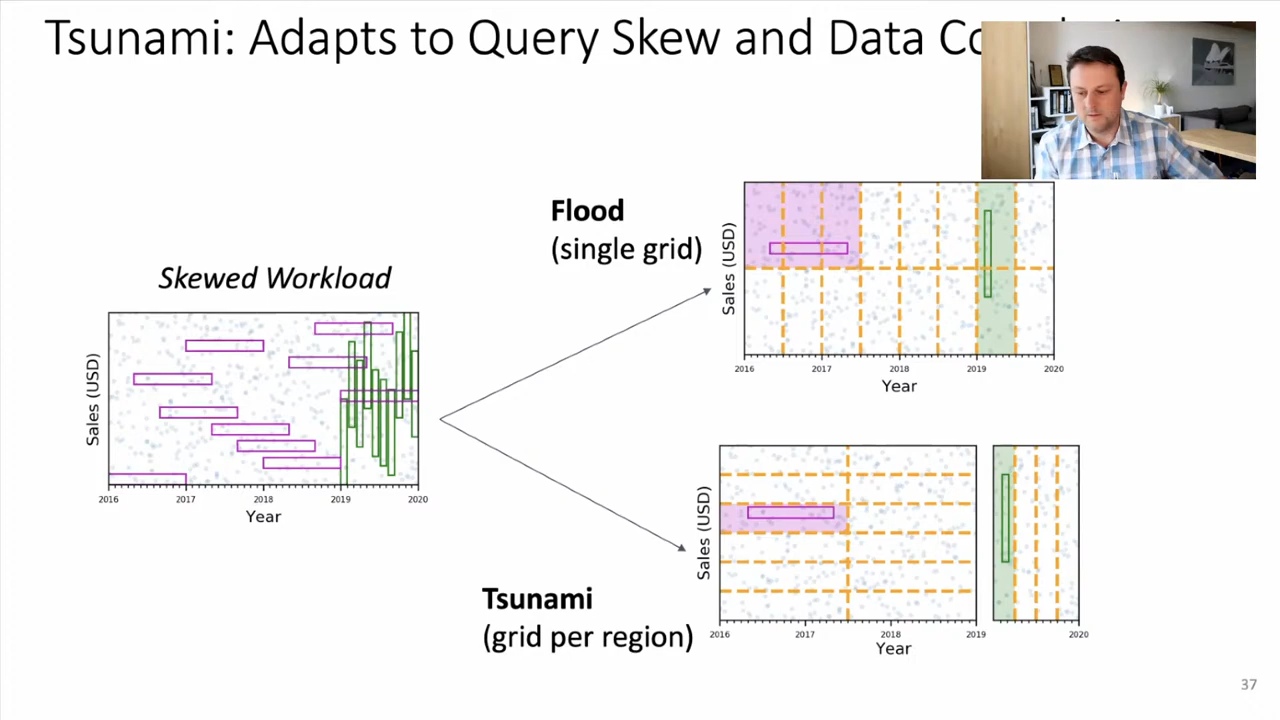 Tsunami: Adapts to Query Skew and Data
Flood
(single grid)
Skewed Workload
Sales (USD)
2016 2017 2018 2019 2020
Year
Sales (USD)
2016 2017 2018 2019 2020
Year
Tsunami
(grid per region)
Sales (USD)
2016 2017 2018 2019 2020
Year
37